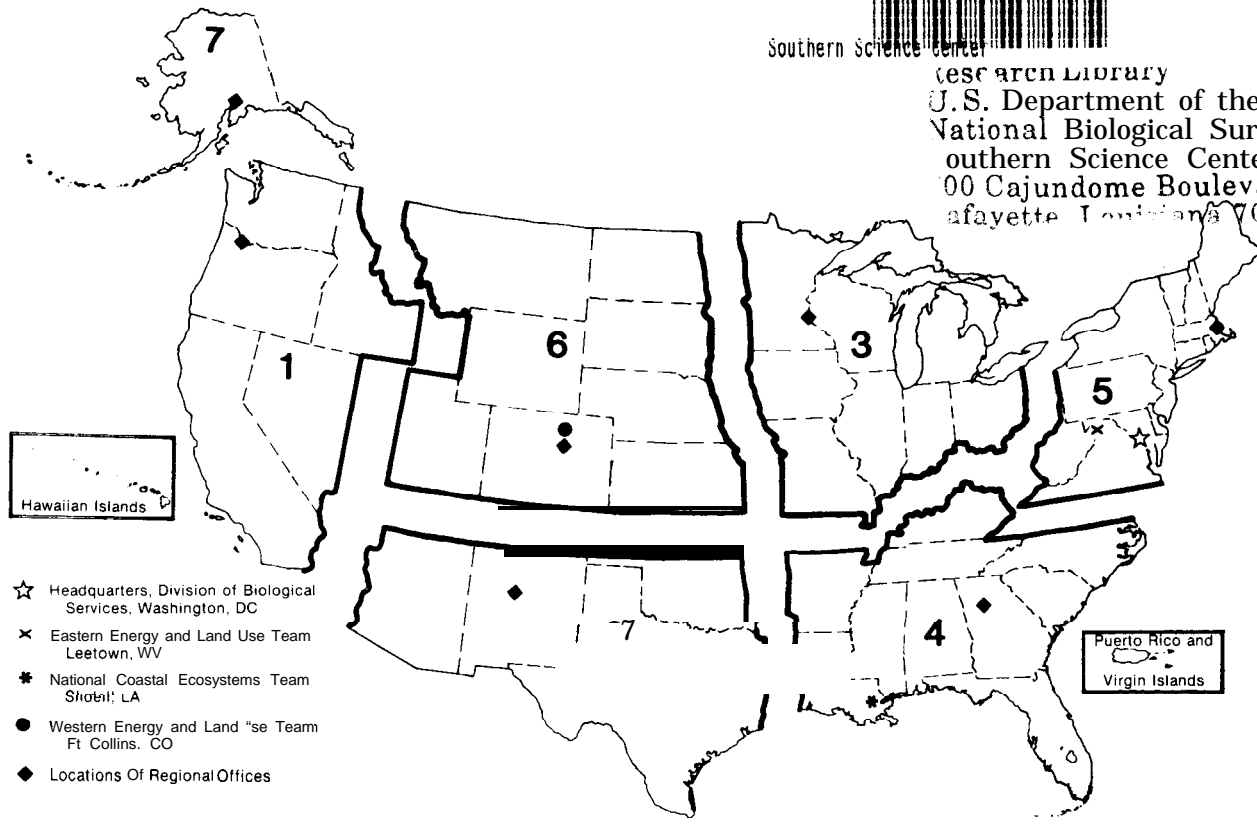 7
Southern Science Center
Research Library
U.S. Department of the
National Biological Sur
outhern Science Cente
00 Cajundome Boulev
afayette
1
6
3
5
Hawaiian Islands
7
4
Puerto Rico and
Virgin Islands
Headquarters, Division of Biological
Services, Washington, DC
Eastern Energy and Land Use Team
Leetown, WV
National Coastal Ecosystems Team
LA
Western Energy and Land "se Team
Ft Collins. CO
Locations Of Regional Offices